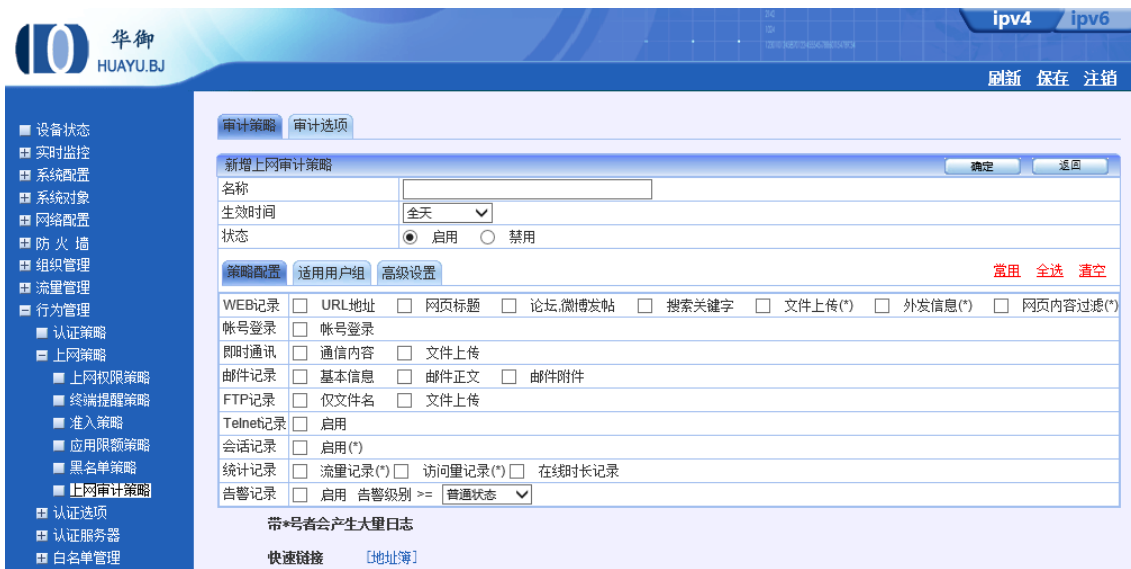 ipv4 ipv6
华御
HUAYU.BJ
刷新 保存 注销
设备状态
实时监控
系统配置
系统对象
网络配置
防 火 墙
组织管理
流量管理
行为管理
认证策略
上网策略
上网权限策略
终端提醒策略
准入策略
应用限额策略
黑名单策略
上网审计策略
认证选项
认证服务器
白名单管理
审计策略 审计选项
新增上网审计策略 确定 返回
名称
生效时间 全天
状态 启用 禁用
策略配置 适用用户组 高级设置 常用 全选 清空
WEB记录 URL地址 网页标题 论坛,微博发帖 搜索关键字 文件上传(*) 外发信息(*) 网页内容过滤(*)
帐号登录 帐号登录
即时通讯 通信内容 文件上传
邮件记录 基本信息 邮件正文 邮件附件
FTP记录 仅文件名 文件上传
Telnet记录 启用
会话记录 启用(*)
统计记录 流量记录(*) 访问量记录(*) 在线时长记录
告警记录 启用 告警级别 >= 普通状态
带*号者会产生大量日志
快速链接 [地址簿]